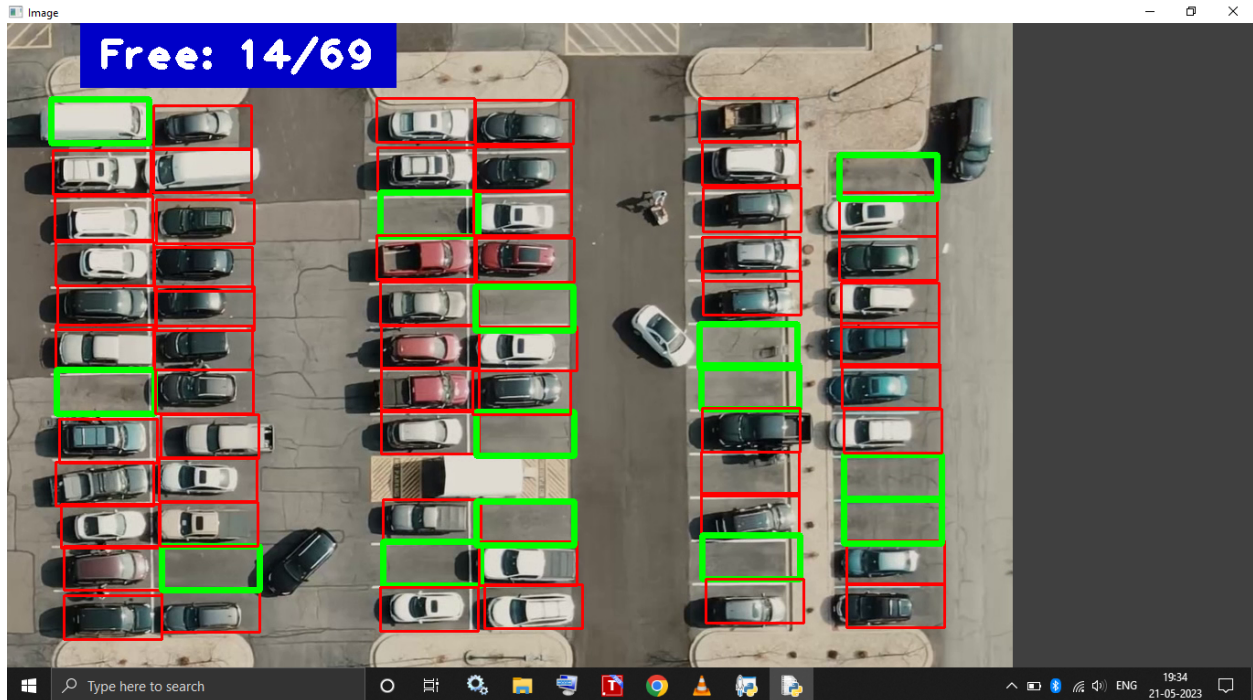 Image
Free: 14/69
Type here to search
ENG
19:34
21-05-2023